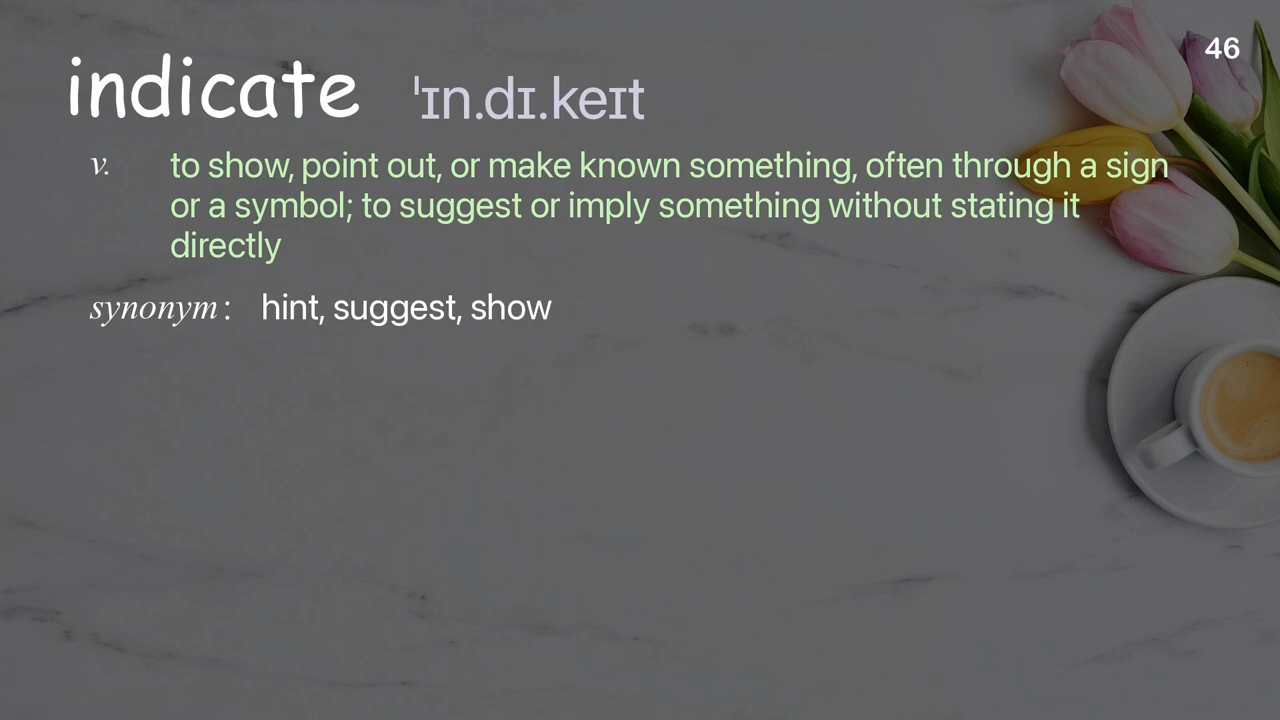 46
indicate ˈɪn.dɪ.keɪt
v. to show, point out, or make known something, often through a sign
or a symbol; to suggest or imply something without stating it
directly
synonym: hint, suggest, show